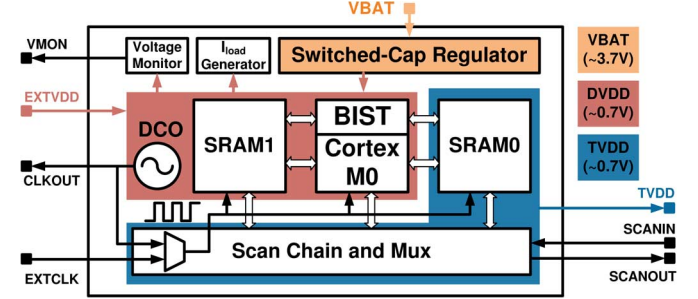 VBAT
VMON
Voltage
Monitor
Iload
Generator
Switched-Cap Regulator
VBAT
(~3.7V)
EXTVDD
DVDD
(~0.7V)
DCO
SRAM1
BIST
Cortex
M0
SRAM0
TVDD
(~0.7V)
CLKOUT
TVDD
SCANIN
Scan Chain and Mux
EXTCLK
SCANOUT